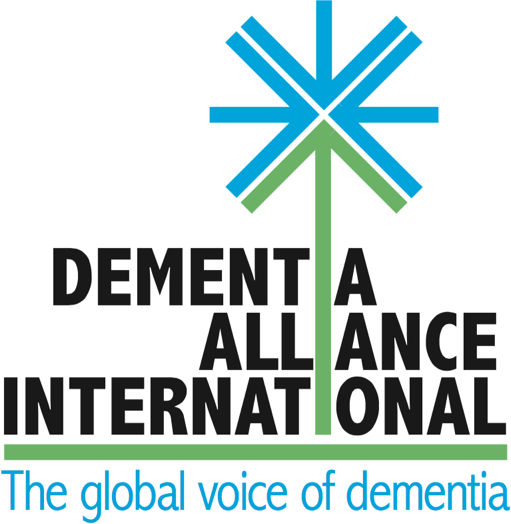 DEMENTIA
ALLIANCE
INTERNATIONAL
The global voice of dementia